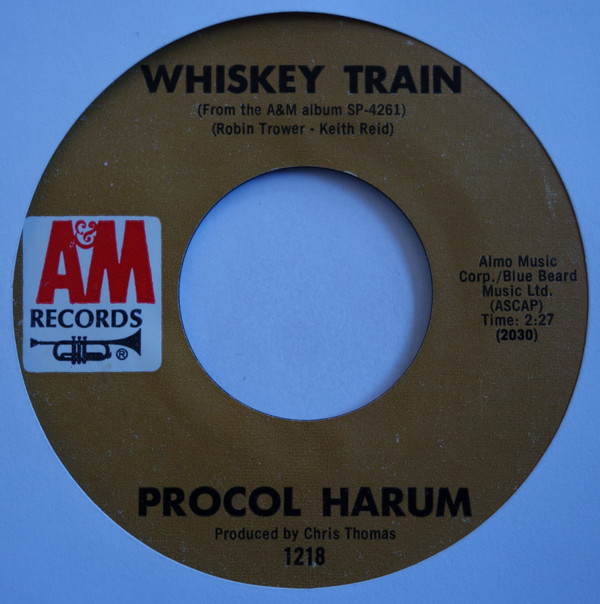 WHISKEY TRAIN
(From the A&M album SP-4261)
(Robin Trower - Keith Reid)
A&M
RECORDS
®
Almo Music
Corp./Blue Beard
Music Ltd.
(ASCAP)
Time: 2:27
(2030)
PROCOL HARUM
Produced by Chris Thomas
1218